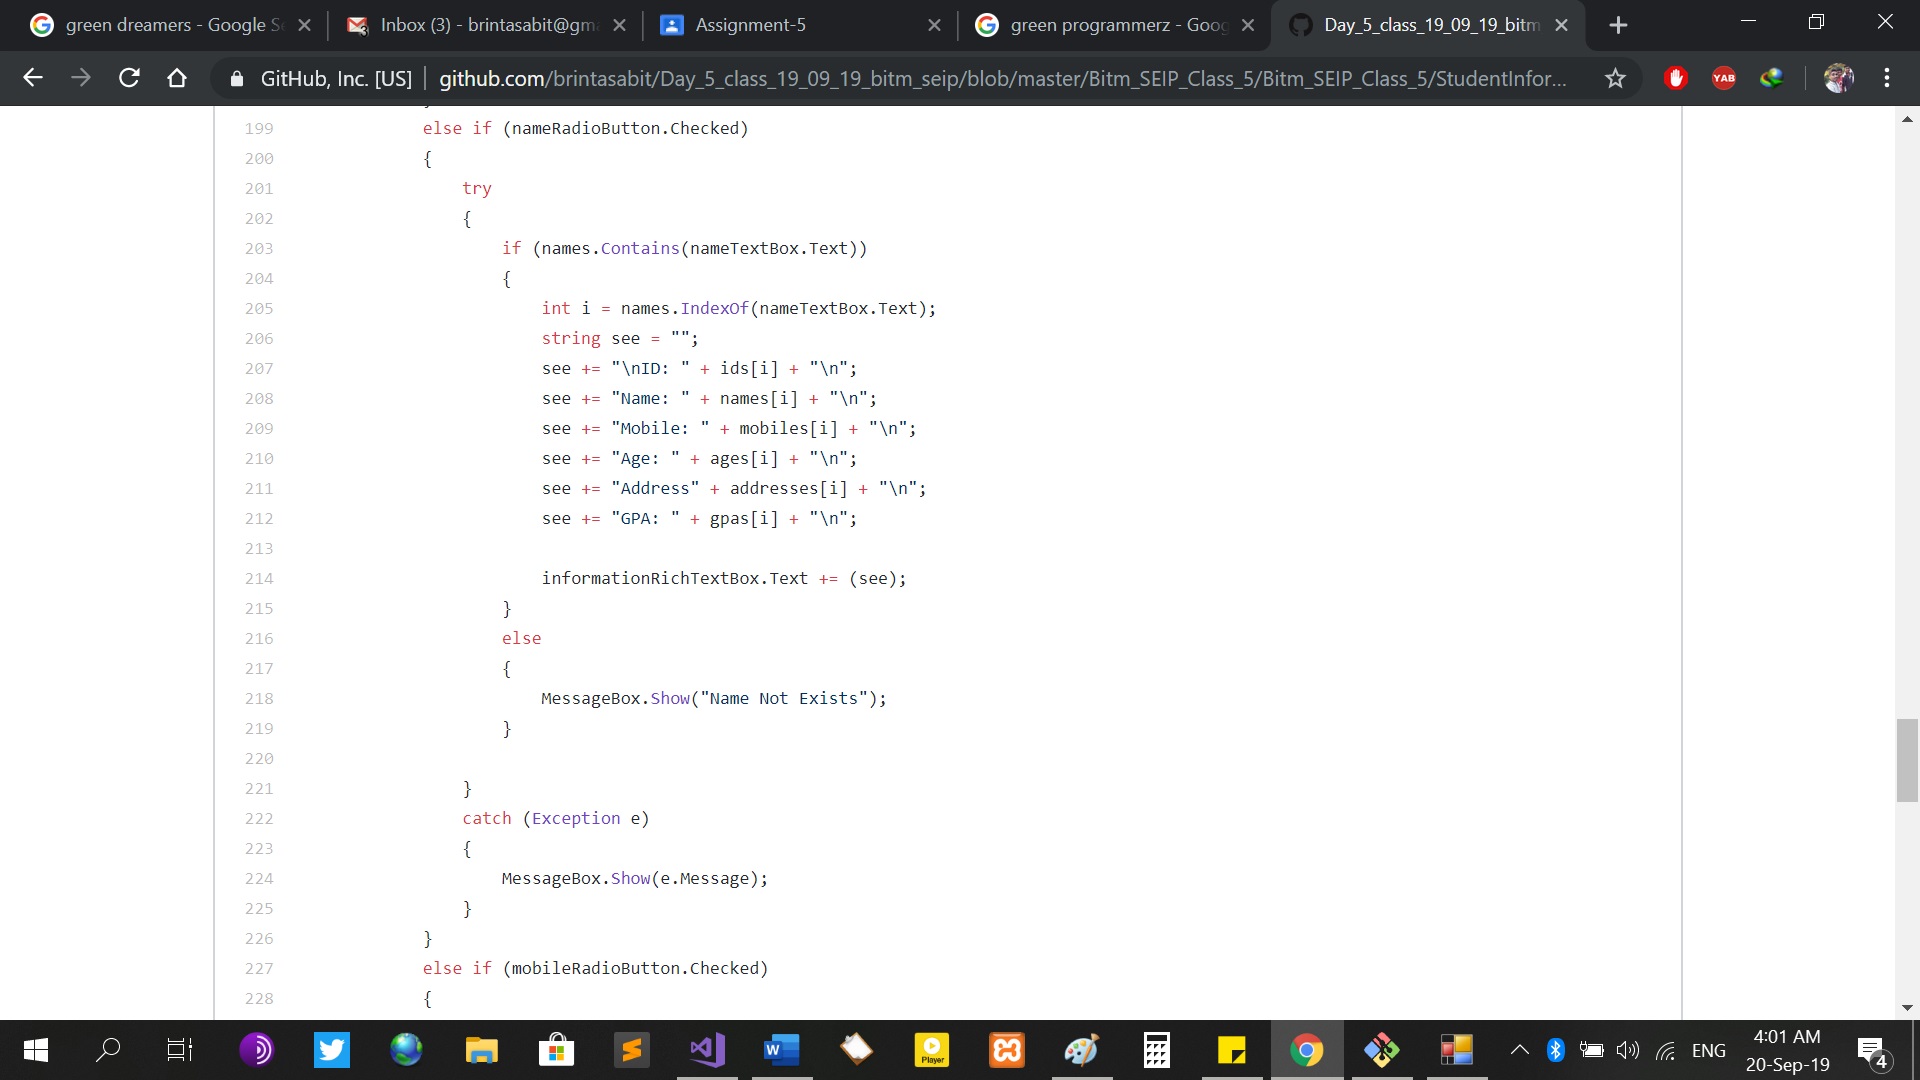 green dreamers - Google Se
Inbox (3) - brintasabit@gma
Assignment-5
green programmerz - Goog
Day_5_class_19_09_19_bitm
GitHub, Inc. [US] | github.com/brintasabit/Day_5_class_19_09_19_bitm_seip/blob/master/Bitm_SEIP_Class_5/Bitm_SEIP_Class_5/StudentInfor...
YAB
199 else if (nameRadioButton.Checked)
200 {
201 try
202 {
203 if (names.Contains(nameTextBox.Text))
204 {
205 int i = names.IndexOf(nameTextBox.Text);
206 string see = "";
207 see += "\nID: " + ids[i] + "\n";
208 see += "Name: " + names[i] + "\n";
209 see += "Mobile: " + mobiles[i] + "\n";
210 see += "Age: " + ages[i] + "\n";
211 see += "Address" + addresses[i] + "\n";
212 see += "GPA: " + gpas[i] + "\n";
213
214 informationRichTextBox.Text += (see);
215 }
216 else
217 {
218 MessageBox.Show("Name Not Exists");
219 }
220
221 }
222 catch (Exception e)
223 {
224 MessageBox.Show(e.Message);
225 }
226 }
227 else if (mobileRadioButton.Checked)
228 {
Player
ENG
4:01 AM
20-Sep-19
4